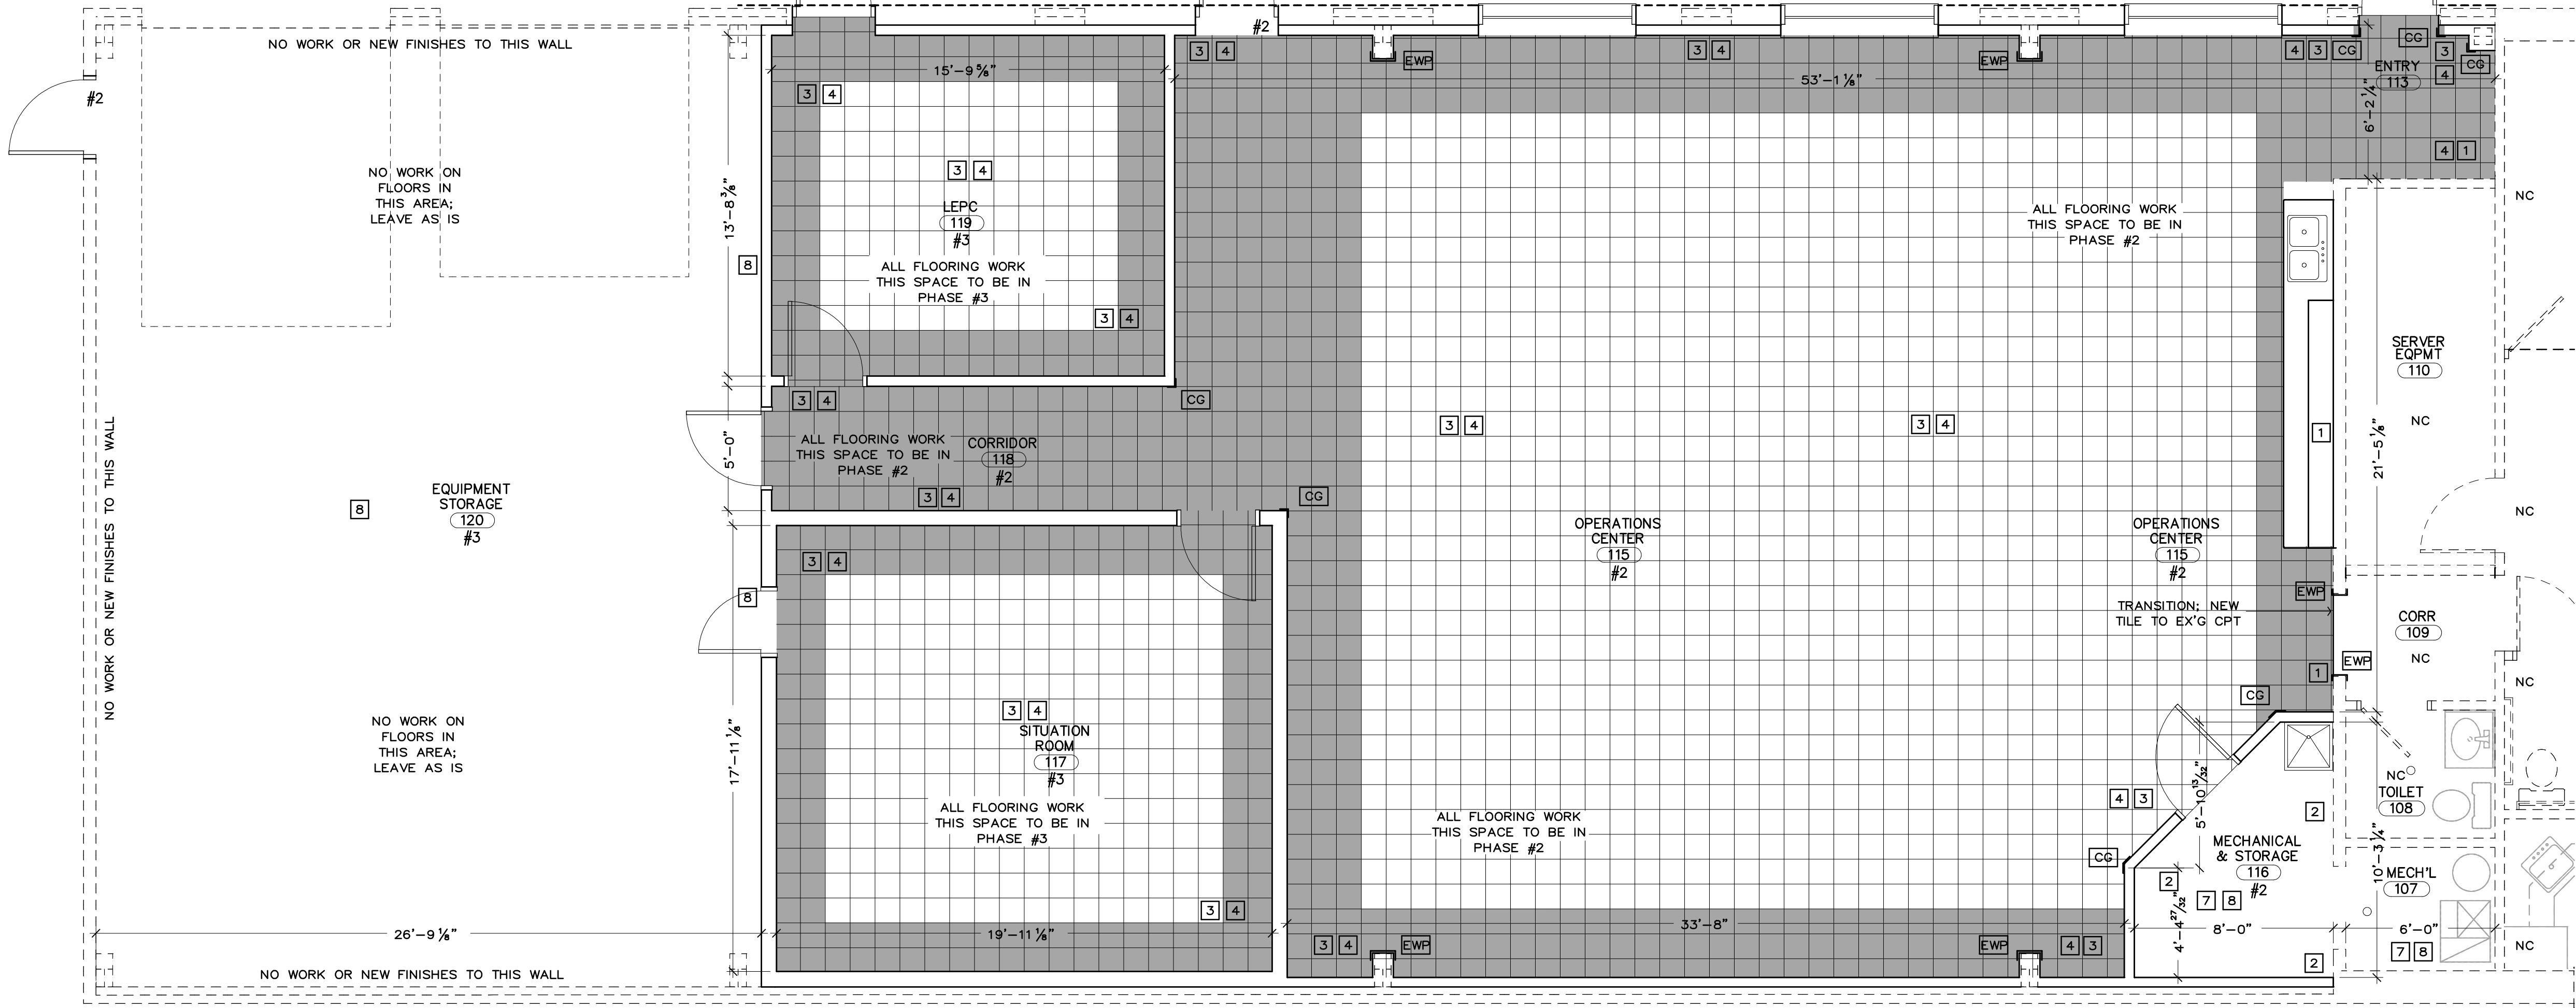 NO WORK OR NEW FINISHES TO THIS WALL
#2
NO WORK ON
FLOORS IN
THIS AREA;
LEAVE AS IS
NO WORK OR NEW FINISHES TO THIS WALL
8
EQUIPMENT
STORAGE
120
#3
NO WORK ON
FLOORS IN
THIS AREA;
LEAVE AS IS
26'-9 1/8"
NO WORK OR NEW FINISHES TO THIS WALL
13'-8 3/8"
8
5'-0"
8
17'-11 1/8"
15'-9 5/8"
3 4
3 4
LEPC
119
#3
ALL FLOORING WORK
THIS SPACE TO BE IN
PHASE #3
3 4
3 4
CG
ALL FLOORING WORK
THIS SPACE TO BE IN
PHASE #2
CORRIDOR
118
#2
3 4
CG
3 4
3 4
SITUATION
ROOM
117
#3
ALL FLOORING WORK
THIS SPACE TO BE IN
PHASE #3
3 4
19'-11 1/8"
#2
3 4
EWP
3 4
EWP
53'-1 1/8"
4 3 CG
CG
3
4
CG
ENTRY
113
6'-2 1/4"
4 1
ALL FLOORING WORK
THIS SPACE TO BE IN
PHASE #2
3 4
3 4
1
OPERATIONS
CENTER
115
#2
OPERATIONS
CENTER
115
#2
EWP
TRANSITION; NEW
TILE TO EX'G CPT
EWP
1
CG
ALL FLOORING WORK
THIS SPACE TO BE IN
PHASE #2
4 3
CG
33'-8"
3 4 EWP
EWP
4 3
NC
SERVER
EQPMT
110
NC
21'-5 1/8"
NC
CORR
109
NC
NC
5'-10 13/32"
2
NC
TOILET
108
MECHANICAL
& STORAGE
116
#2
2
7 8
4'-4 27/32"
8'-0"
2
10'-3 1/4"
MECH'L
107
6'-0"
7 8
NC